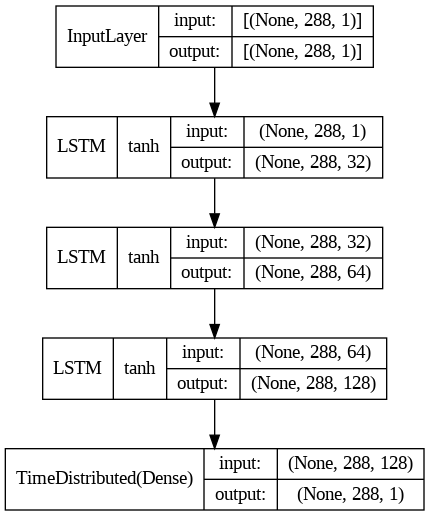 InputLayer
input: [(None, 288, 1)]
output: [(None, 288, 1)]
LSTM tanh
input: (None, 288, 1)
output: (None, 288, 32)
LSTM tanh
input: (None, 288, 32)
output: (None, 288, 64)
LSTM tanh
input: (None, 288, 64)
output: (None, 288, 128)
TimeDistributed(Dense)
input: (None, 288, 128)
output: (None, 288, 1)